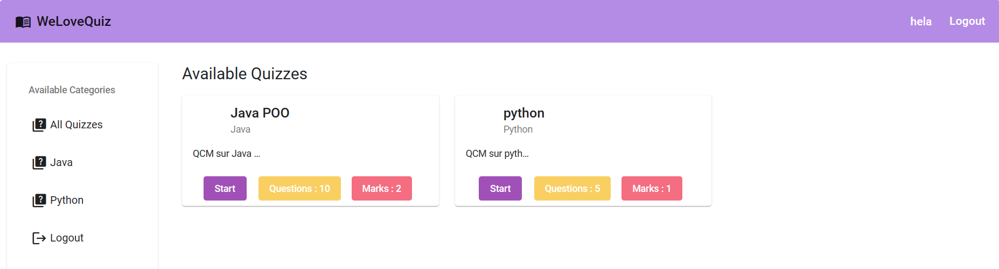 WeLoveQuiz
hela
Logout
Available Categories
All Quizzes
Java
Python
Logout
Available Quizzes
Java POO
Java
QCM sur Java ...
Start
Questions : 10
Marks : 2
python
Python
QCM sur pyth...
Start
Questions : 5
Marks : 1